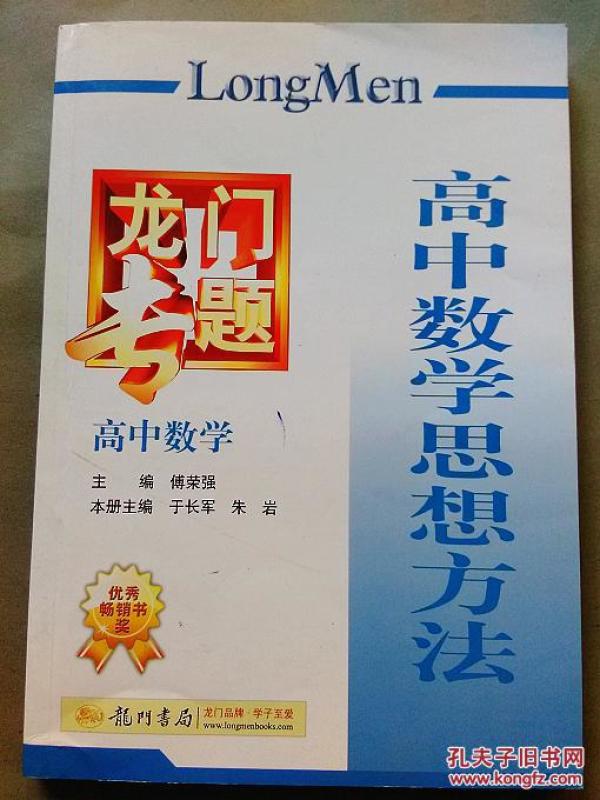 LongMen
龙门
专题
高中数学思想方法
高中数学
主 编 傅荣强
本册主编 于长军 朱 岩
优秀
畅销书
奖
龍門書局
龙门品牌·学子至爱
www.longmenbooks.com
孔夫子旧书网
www.kongfz.com